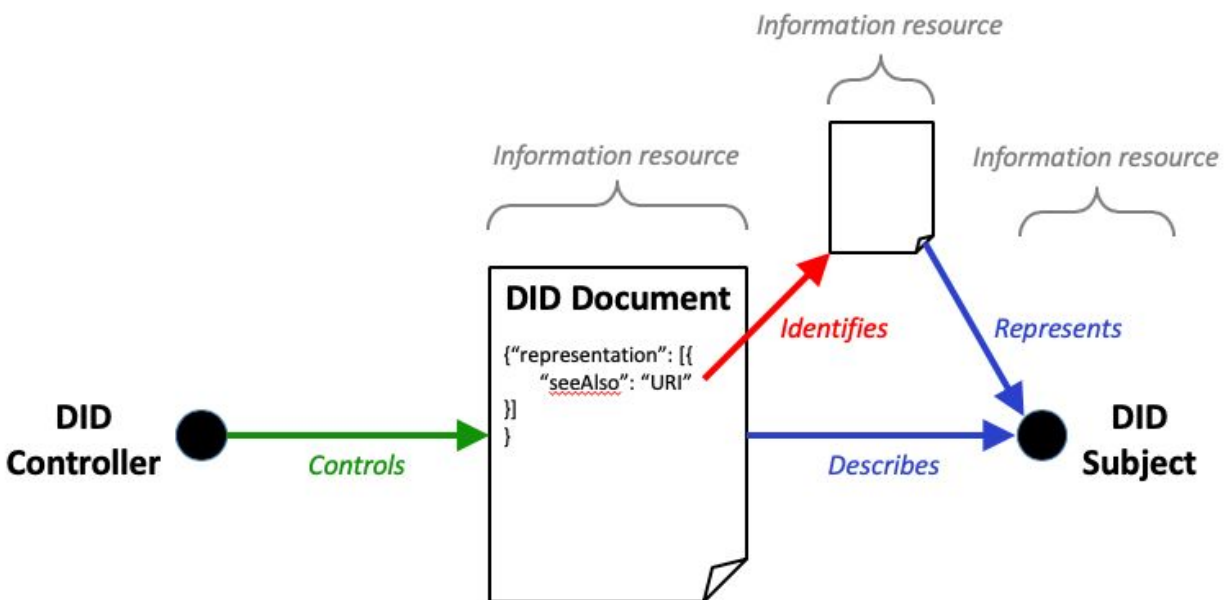 Information resource
Information resource
Information resource
DID Document
{“representation”: [{
“seeAlso”: “URI”
}]
}
Identifies
Represents
DID
Controller
Controls
Describes
DID
Subject